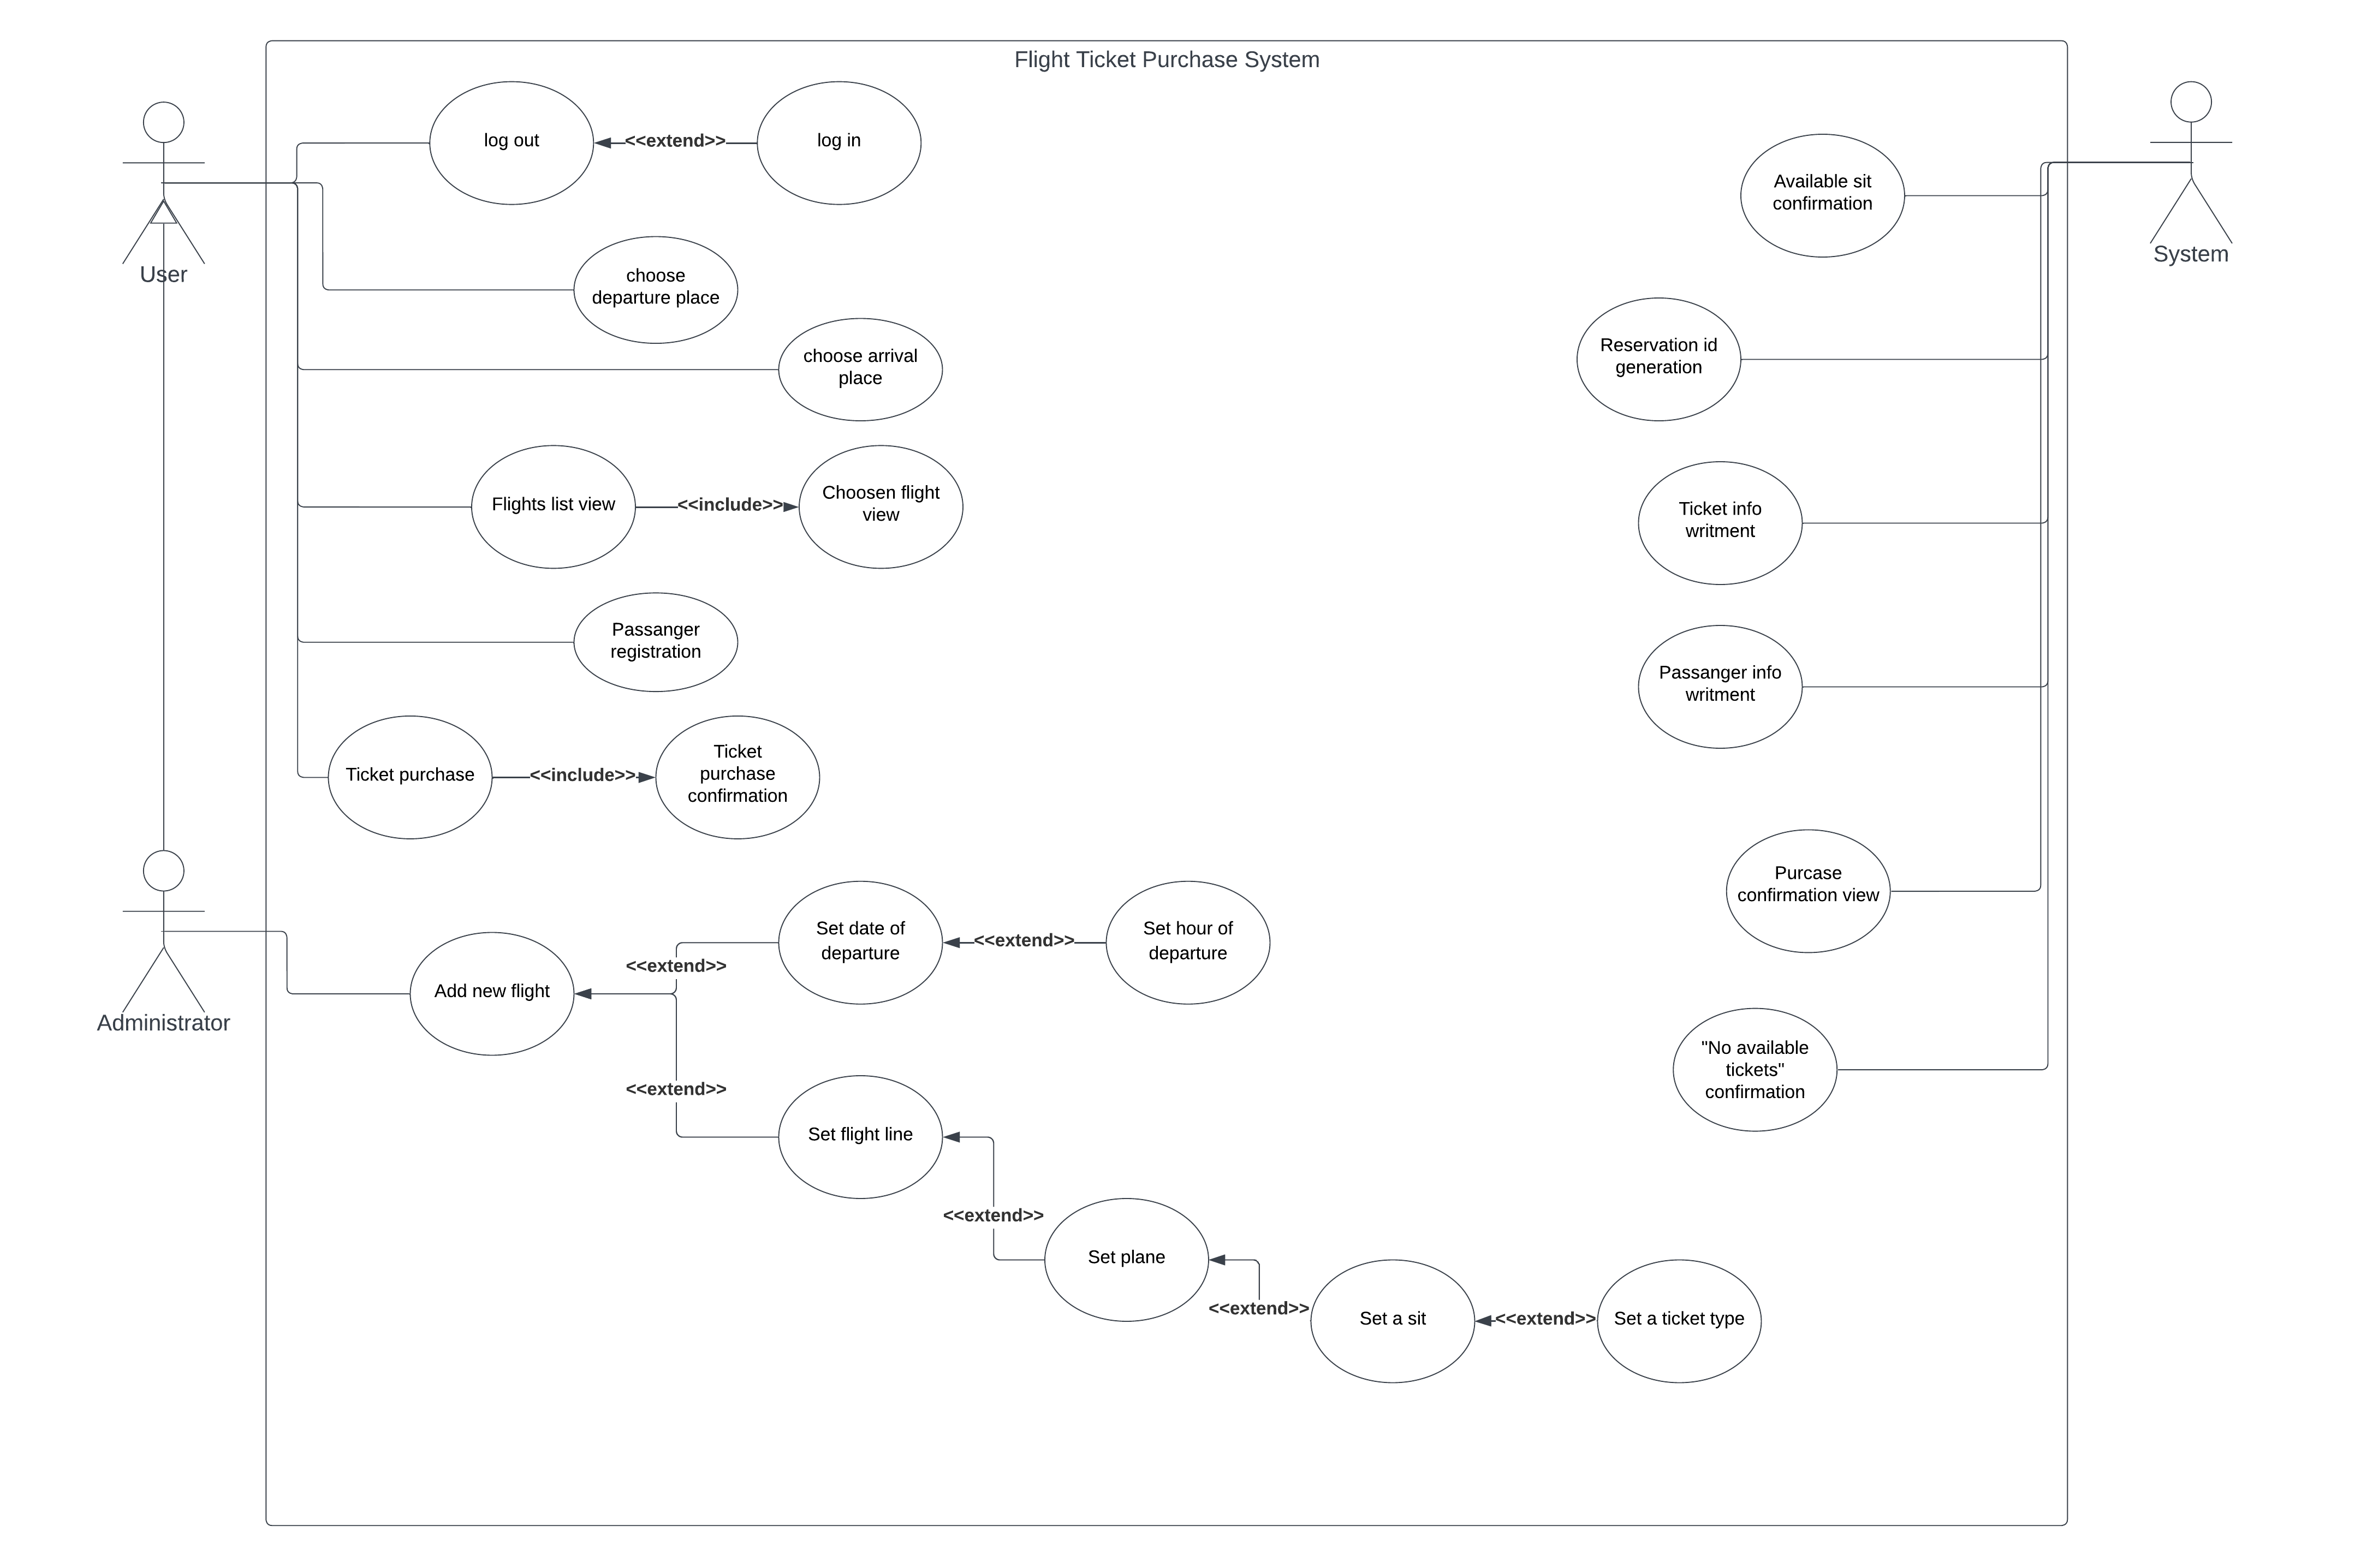 Flight Ticket Purchase System
log out
<<extend>>
log in
User
System
Available sit
confirmation
choose
departure place
choose arrival
place
Reservation id
generation
Flights list view
<<include>>
Choosen flight
view
Ticket info
writment
Passanger
registration
Passanger info
writment
Ticket purchase
<<include>>
Ticket
purchase
confirmation
Purcase
confirmation view
Administrator
Add new flight
<<extend>>
Set date of
departure
<<extend>>
Set hour of
departure
"No available
tickets"
confirmation
<<extend>>
Set flight line
<<extend>>
Set plane
<<extend>>
Set a sit
<<extend>>
Set a ticket type